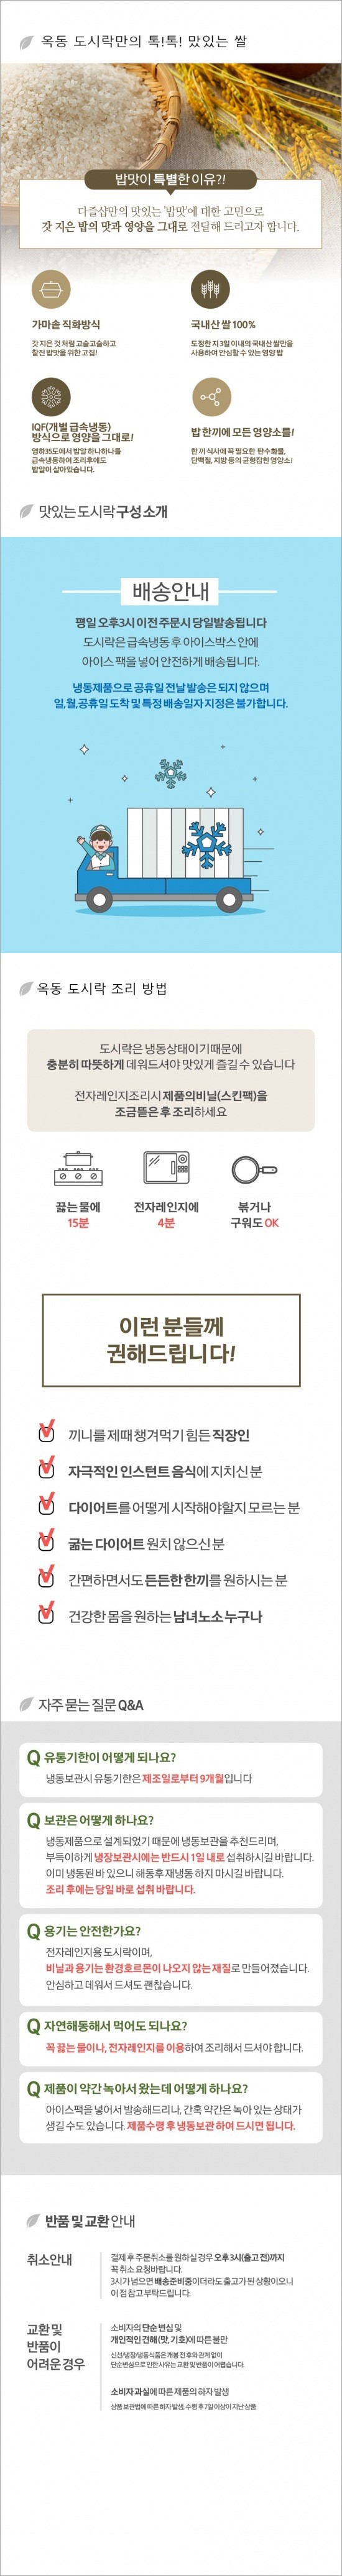 옥동 도시락만의 톡!톡! 맜있는 쌀
밥맛이 특별한 이유?!
다즐샵만의 맛있는 '밥맛'에 대한 고민으로
갓 지은 밥의 맛과 영양을 그대로 전달해 드리고자 합니다.
가마솥 직화방식
갓 지은 것 처럼 고슬고슬하고
찰진 밥맛을 위한 고집!
국내산 쌀 100%
도정한 지 3일 이내의 국내산 쌀만을
사용하여 안심할 수 있는 영양 밥
IQF(개별 급속냉동)
방식으로 영양을 그대로!
영하35도에서 밥알 하나하나를
급속냉동하여 조리후에도
밥알이 살아있습니다.
밥 한끼에 모든 영양소를!
한 끼 식사에 꼭 필요한 탄수화물,
단백질, 지방 등의 균형잡힌 영양소!
맛있는 도시락 구성 소개
배송안내
평일 오후3시 이전 주문시 당일발송됩니다
도시락은 급속냉동 후 아이스박스 안에
아이스 팩을 넣어 안전하게 배송됩니다.
냉동제품으로 공휴일 전날 발송은 되지 않으며
일,월,공휴일 도착 및 특정 배송일자 지정은 불가합니다.
옥동 도시락 조리 방법
도시락은 냉동상태이기때문에
충분히 따뜻하게 데워드셔야 맛있게 즐길 수 있습니다
전자레인지조리시 제품의비닐(스킨팩)을
조금뜯은후 조리하세요
끓는 물에
15분
전자레인지에
4분
볶거나
구워도 OK
이런 분들께
권해드립니다!
끼니를 제때 챙겨먹기 힘든 직장인
자극적인 인스턴트 음식에 지치신 분
다이어트를 어떻게 시작해야할지 모르는 분
굶는 다이어트 원치 않으신 분
간편하면서도 든든한 한끼를 원하시는 분
건강한 몸을 원하는 남녀노소 누구나
자주 묻는 질문 Q&A
Q 유통기한이 어떻게 되나요?
냉동보관시 유통기한은 제조일로부터 9개월입니다
Q 보관은 어떻게 하나요?
냉동제품으로 설계되었기 때문에 냉동보관을 추천드리며,
부득이하게 냉장보관시에는 반드시 1일 내로 섭취하시길 바랍니다.
이미 냉동된 바 있으니 해동후 재냉동 하지 마시길 바랍니다.
조리 후에는 당일 바로 섭취 바랍니다.
Q 용기는 안전한가요?
전자레인지용 도시락이며,
비닐과 용기는 환경호르몬이 나오지 않는 재질로 만들어졌습니다.
안심하고 데워서 드셔도 괜찮습니다.
Q 자연해동해서 먹어도 되나요?
꼭 끓는 물이나, 전자레인지를 이용하여 조리해서 드셔야 합니다.
Q 제품이 약간 녹아서 왔는데 어떻게 하나요?
아이스팩을 넣어서 발송해드리나, 간혹 약간은 녹아 있는 상태가
생길 수도 있습니다. 제품수령 후 냉동보관 하여 드시면 됩니다.
반품 및 교환 안내
취소안내
결제 후 주문취소를 원하실 경우 오후 3시(출고 전)까지
꼭 취소 요청바랍니다.
3시가 넘으면 배송준비중이더라도 출고가 된 상황이오니
이 점 참고 부탁드립니다.
교환 및
반품이
어려운 경우
소비자의 단순 변심 및
개인적인 견해(맛, 기호)에 따른 불만
신선/냉장/냉동식품은 개봉 전 후와 관계 없이
단순변심으로 인한 사유는 교환 및 반품이 어렵습니다.
소비자 과실에 따른 제품의 하자 발생
상품 보관법에 따른 하자 발생, 수령 후 7일 이상이 지난 상품